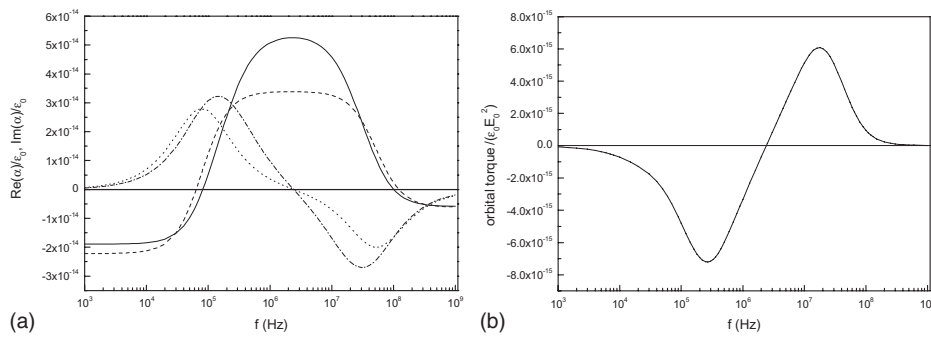 6x10⁻¹⁴
5x10⁻¹⁴
4x10⁻¹⁴
3x10⁻¹⁴
2x10⁻¹⁴
1x10⁻¹⁴
0
-1x10⁻¹⁴
-2x10⁻¹⁴
-3x10⁻¹⁴
Re(α)/ε₀, Im(α)/ε₀
10³ 10⁴ 10⁵ 10⁶ 10⁷ 10⁸ 10⁹
f (Hz)
(a)
8.0x10⁻¹⁵
6.0x10⁻¹⁵
4.0x10⁻¹⁵
2.0x10⁻¹⁵
0.0
-2.0x10⁻¹⁵
-4.0x10⁻¹⁵
-6.0x10⁻¹⁵
-8.0x10⁻¹⁵
orbital torque/(ε₀E₀²)
10³ 10⁴ 10⁵ 10⁶ 10⁷ 10⁸ 10⁹
f (Hz)
(b)